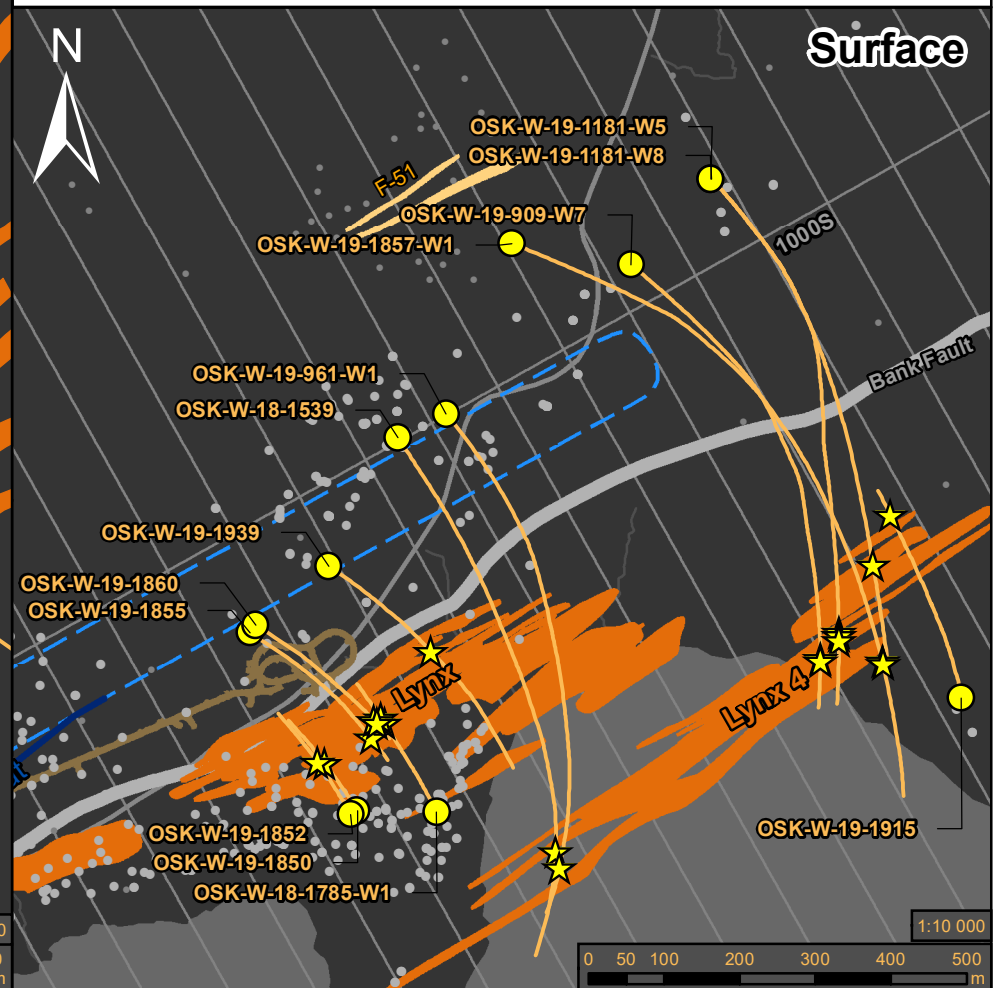 N
Surface
OSK-W-19-1181-W5
OSK-W-19-1181-W8
F-51
OSK-W-19-909-W7
1000S
OSK-W-19-1857-W1
Bank Fault
OSK-W-19-961-W1
OSK-W-18-1539
OSK-W-19-1939
OSK-W-19-1860
OSK-W-19-1855
Lynx
Lynx 4
OSK-W-19-1852
OSK-W-19-1915
OSK-W-19-1850
OSK-W-18-1785-W1
1:10 000
0 50 100 200 300 400 500
m